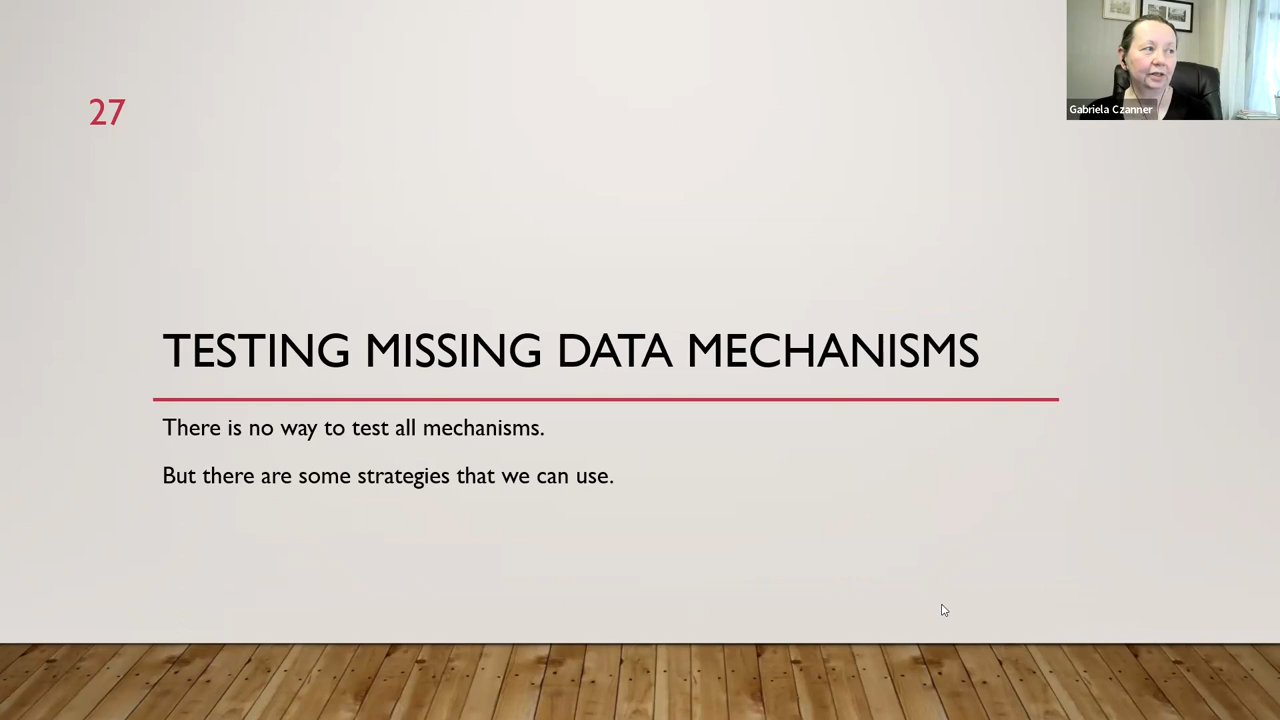 27
Gabriela Czanner
TESTING MISSING DATA MECHANISMS
There is no way to test all mechanisms.
But there are some strategies that we can use.